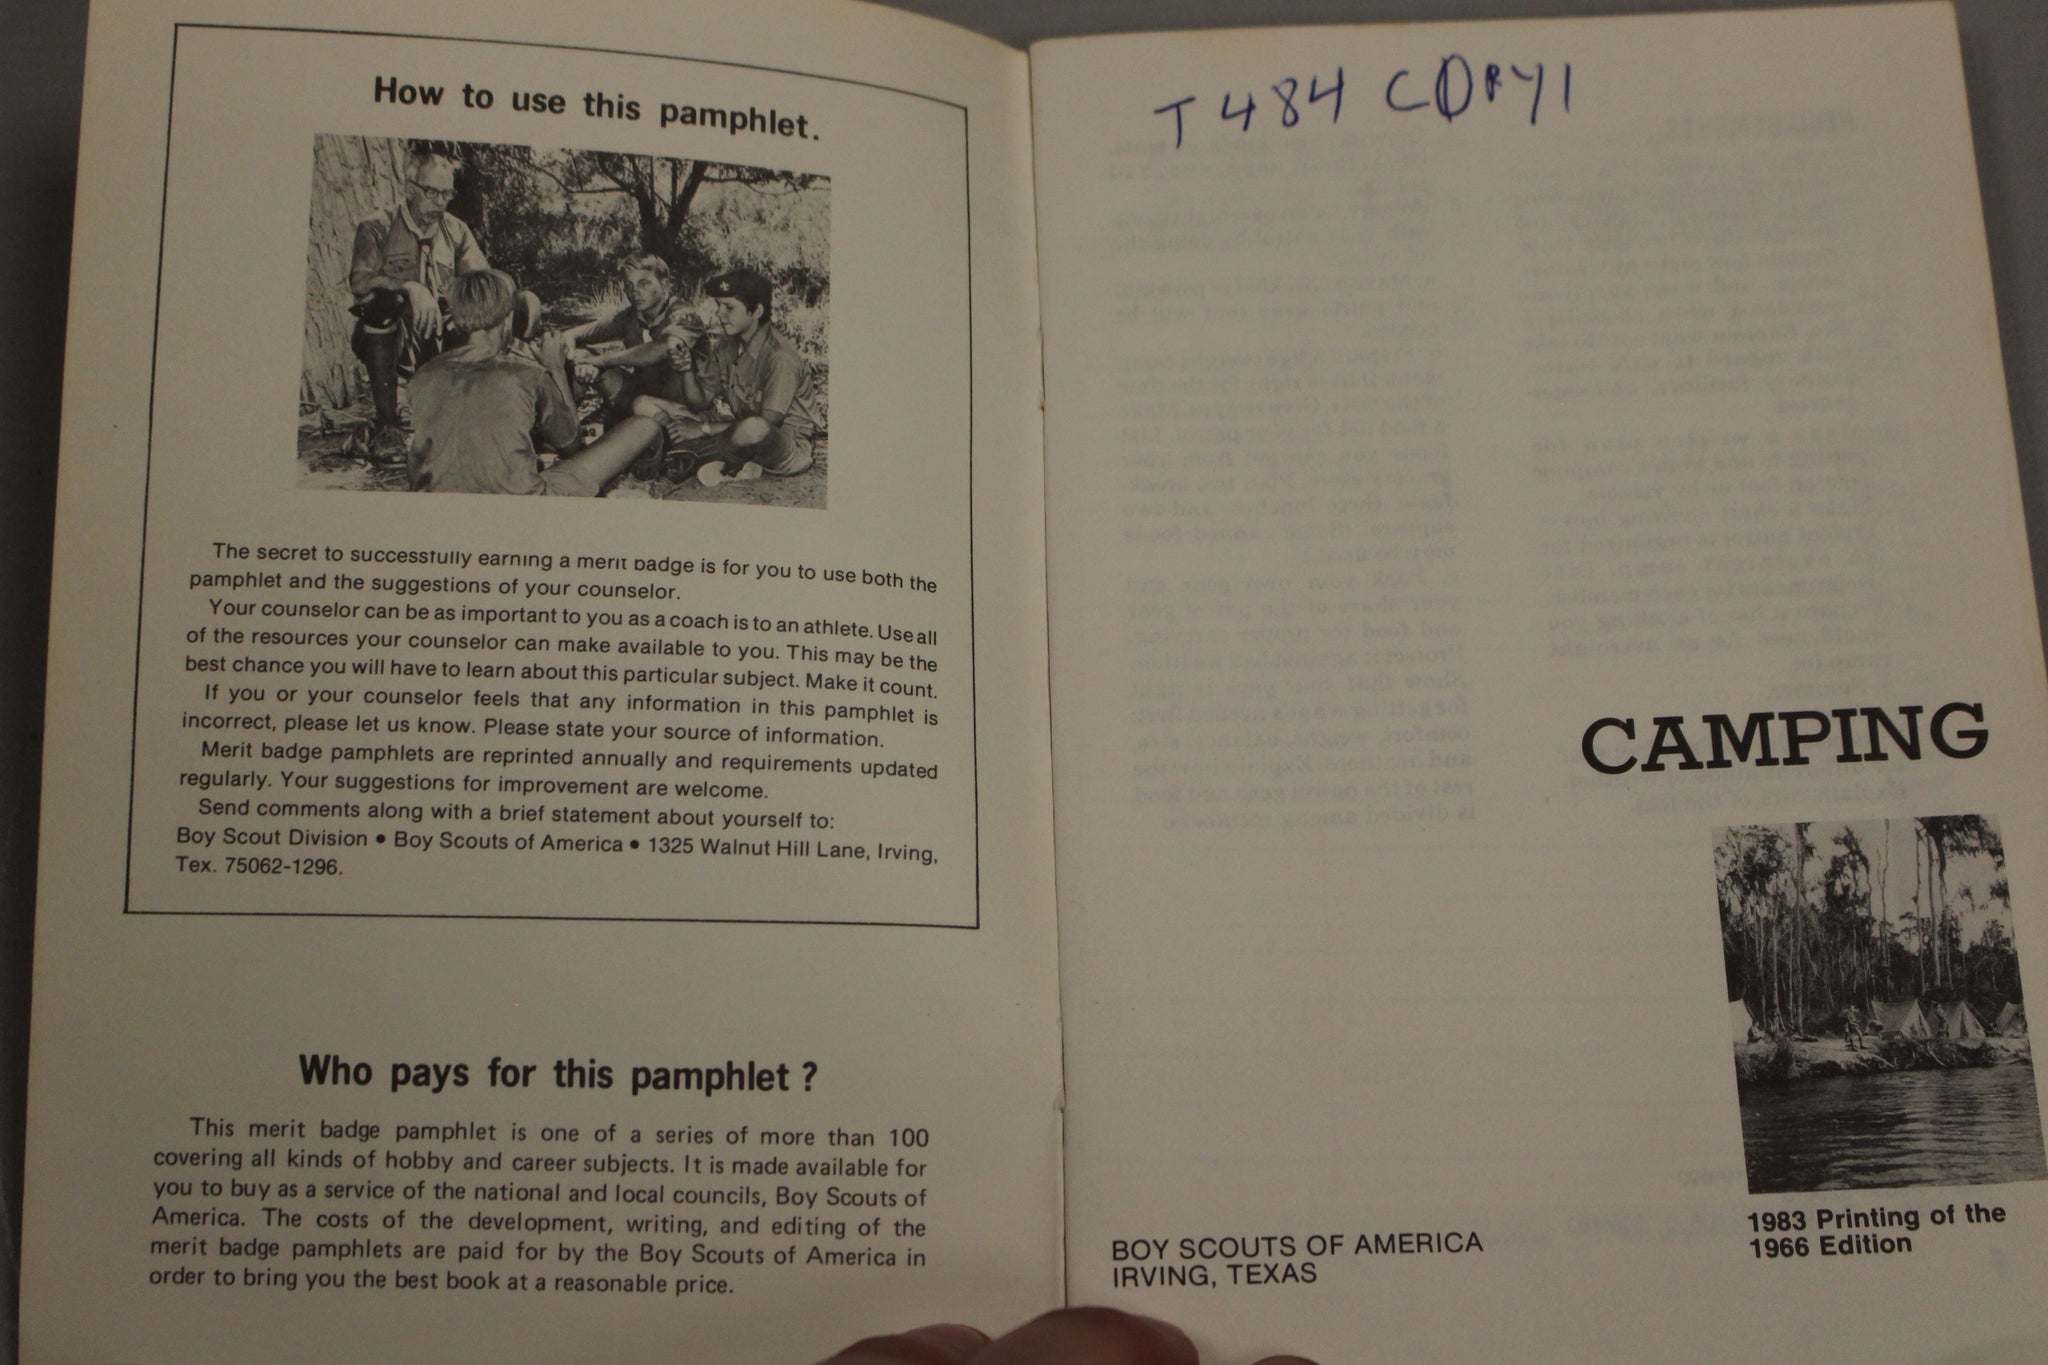 How to use this pamphlet.
The secret to successfully earning a merit badge is for you to use both the
pamphlet and the suggestions of your counselor.
Your counselor can be as important to you as a coach is to an athlete. Use all
of the resources your counselor can make available to you. This may be the
best chance you will have to learn about this particular subject. Make it count.
If you or your counselor feels that any information in this pamphlet is
incorrect, please let us know. Please state your source of information.
Merit badge pamphlets are reprinted annually and requirements updated
regularly. Your suggestions for improvement are welcome.
Send comments along with a brief statement about yourself to:
Boy Scout Division • Boy Scouts of America • 1325 Walnut Hill Lane, Irving,
Tex. 75062-1296.
Who pays for this pamphlet?
This merit badge pamphlet is one of a series of more than 100
covering all kinds of hobby and career subjects. It is made available for
you to buy as a service of the national and local councils, Boy Scouts of
America. The costs of the development, writing, and editing of the
merit badge pamphlets are paid for by the Boy Scouts of America in
order to bring you the best book at a reasonable price.
T 484 COPY 1
CAMPING
1983 Printing of the
1966 Edition
BOY SCOUTS OF AMERICA
IRVING, TEXAS